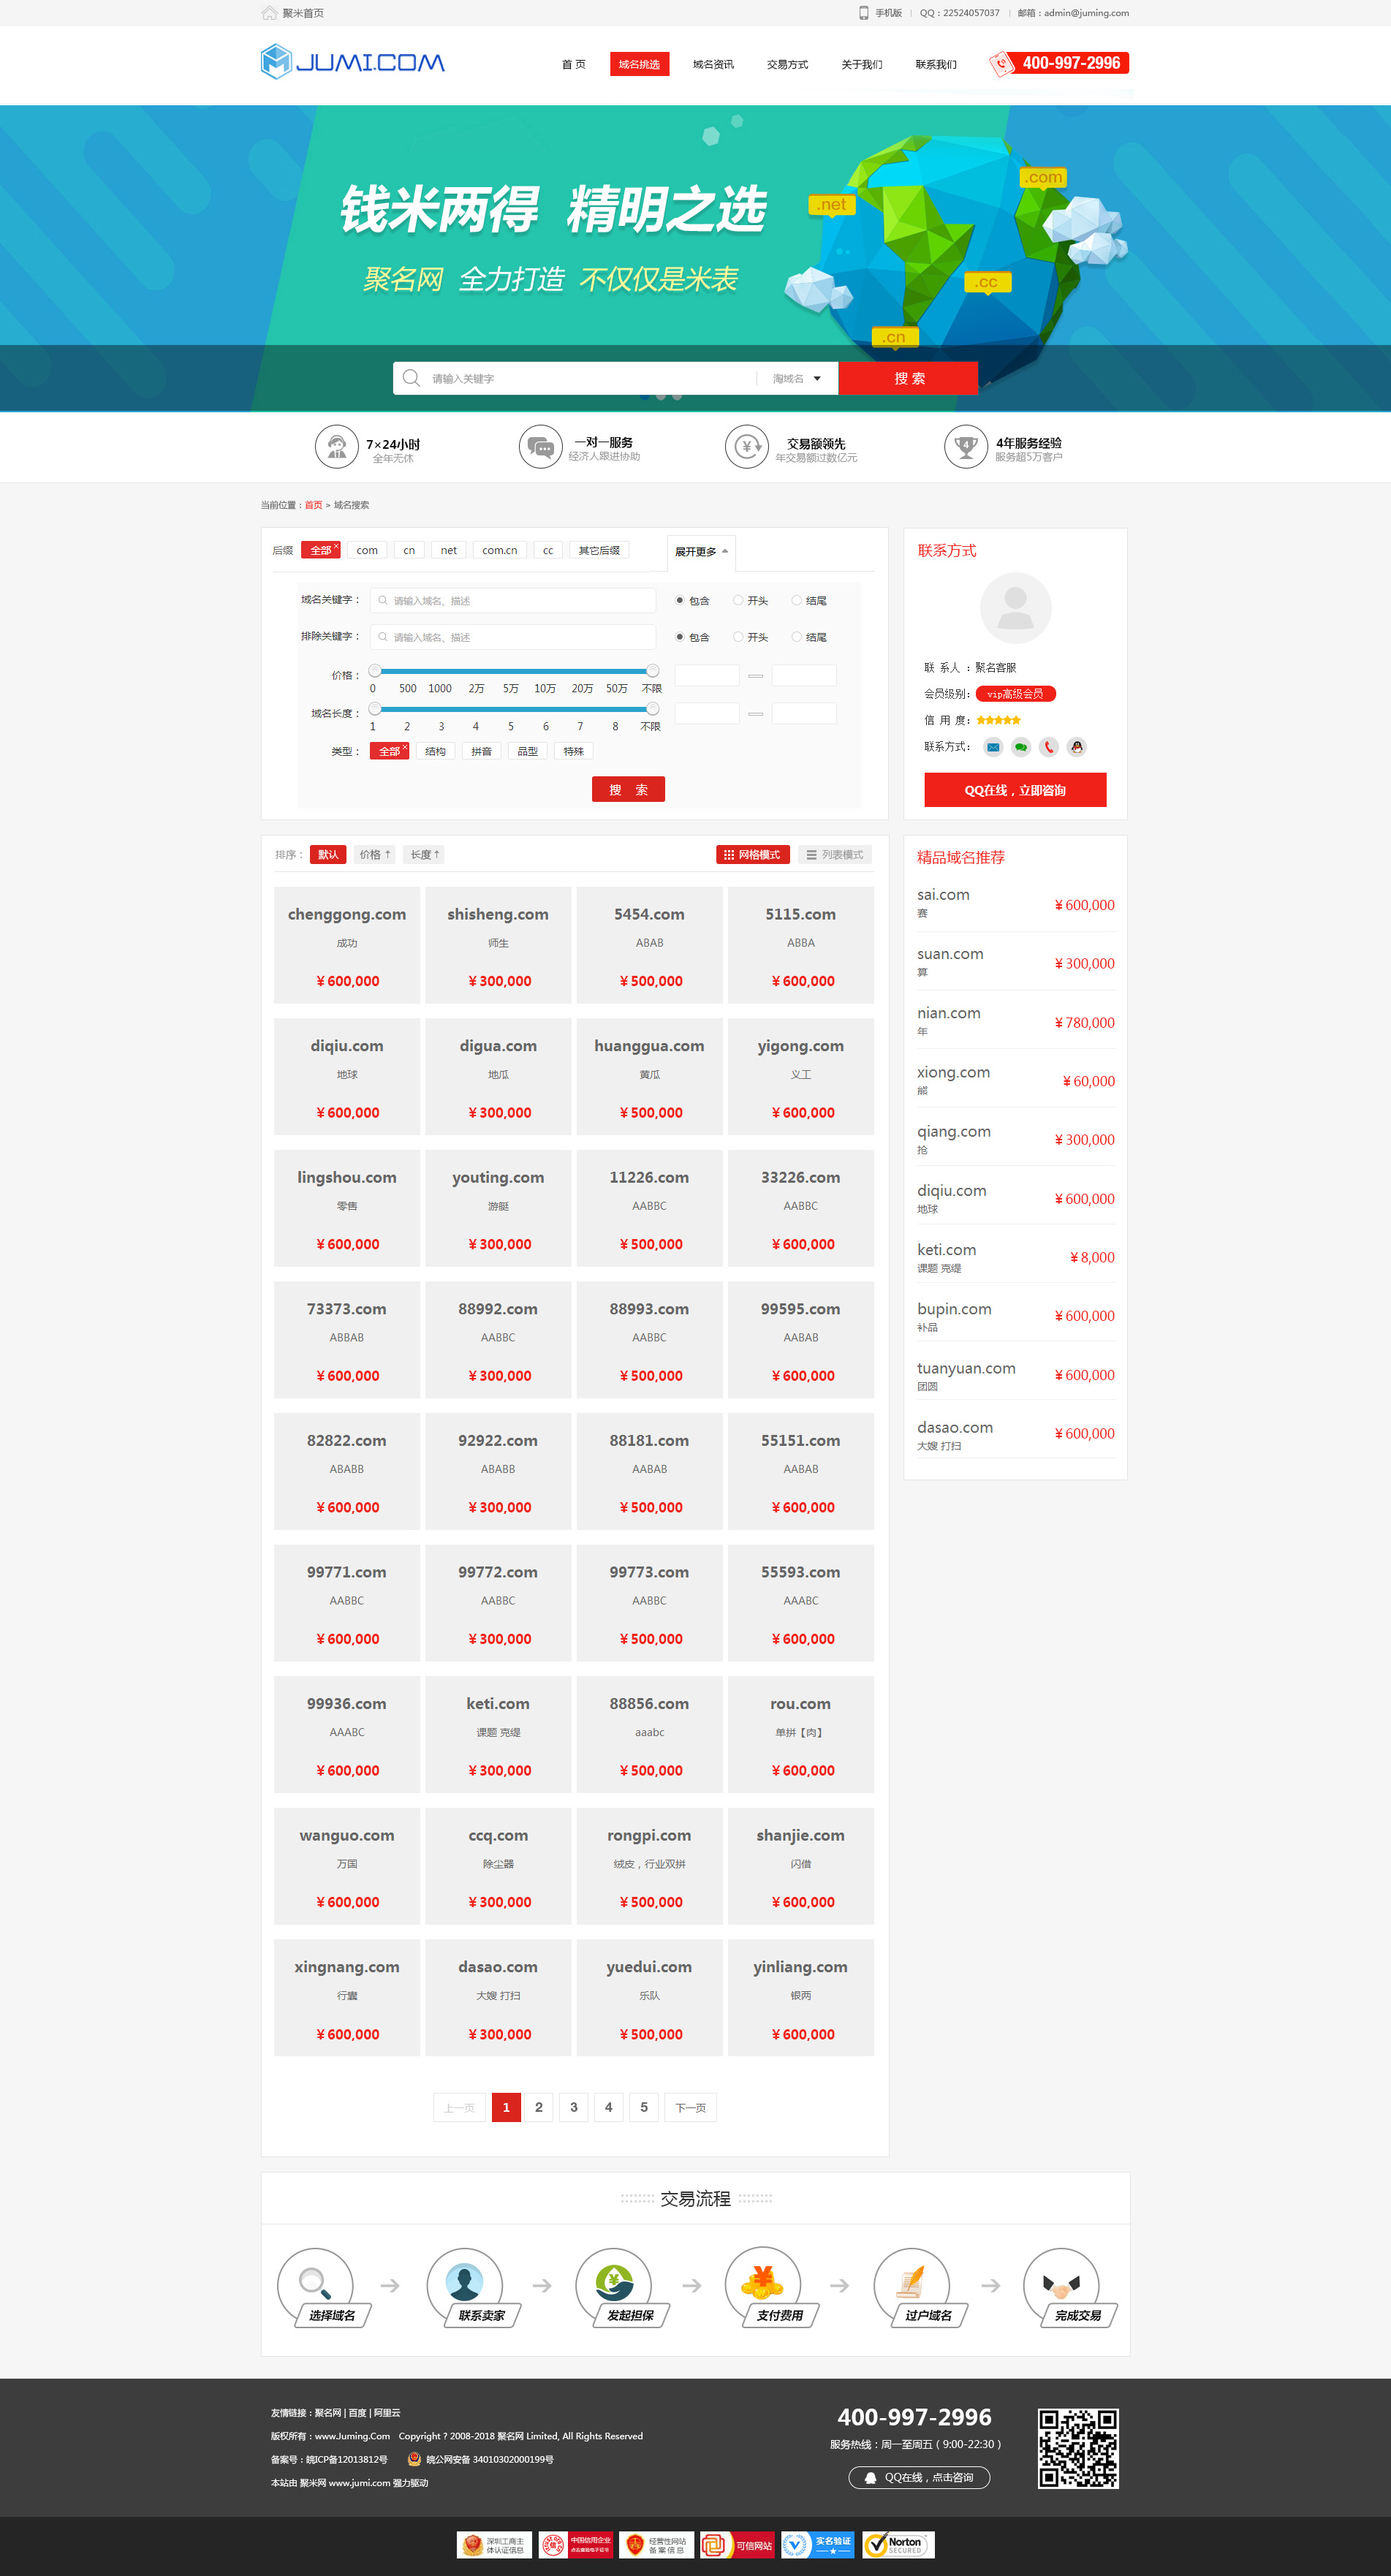 聚米首页
手机版 | QQ：22524057037 | 邮箱：admin@juming.com
JUMI.COM
首 页 域名挑选 域名资讯 交易方式 关于我们 联系我们
400-997-2996
钱米两得 精明之选
聚名网 全力打造 不仅仅是米表
.net
.com
.cc
.cn
请输入关键字 淘域名 搜 索
7×24小时
全年无休
一对一服务
经济人跟进协助
交易额领先
年交易额过数亿元
4年服务经验
服务超5万客户
当前位置：首页 > 域名搜索
后缀 全部 com cn net com.cn cc 其它后缀 展开更多
域名关键字： 请输入域名、描述 包含 开头 结尾
排除关键字： 请输入域名、描述 包含 开头 结尾
价格：
0 500 1000 2万 5万 10万 20万 50万 不限
域名长度：
1 2 3 4 5 6 7 8 不限
类型： 全部 结构 拼音 品型 特殊
搜 索
联系方式
联 系 人 ：聚名客服
会员级别：vip高级会员
信 用 度：
联系方式：
QQ在线，立即咨询
排序： 默认 价格↑ 长度↑ 网格模式 列表模式
chenggong.com shisheng.com 5454.com 5115.com
成功 师生 ABAB ABBA
¥ 600,000 ¥ 300,000 ¥ 500,000 ¥ 600,000
diqiu.com digua.com huanggua.com yigong.com
地球 地瓜 黄瓜 义工
¥ 600,000 ¥ 300,000 ¥ 500,000 ¥ 600,000
lingshou.com youting.com 11226.com 33226.com
零售 游艇 AABBC AABBC
¥ 600,000 ¥ 300,000 ¥ 500,000 ¥ 600,000
73373.com 88992.com 88993.com 99595.com
ABBAB AABBC AABBC AABAB
¥ 600,000 ¥ 300,000 ¥ 500,000 ¥ 600,000
82822.com 92922.com 88181.com 55151.com
ABABB ABABB AABAB AABAB
¥ 600,000 ¥ 300,000 ¥ 500,000 ¥ 600,000
99771.com 99772.com 99773.com 55593.com
AABBC AABBC AABBC AAABC
¥ 600,000 ¥ 300,000 ¥ 500,000 ¥ 600,000
99936.com keti.com 88856.com rou.com
AAABC 课题 克缇 aaabc 单拼【肉】
¥ 600,000 ¥ 300,000 ¥ 500,000 ¥ 600,000
wanguo.com ccq.com rongpi.com shanjie.com
万国 除尘器 绒皮，行业双拼 闪借
¥ 600,000 ¥ 300,000 ¥ 500,000 ¥ 600,000
xingnang.com dasao.com yuedui.com yinliang.com
行囊 大嫂 打扫 乐队 银两
¥ 600,000 ¥ 300,000 ¥ 500,000 ¥ 600,000
上一页 1 2 3 4 5 下一页
精品域名推荐
sai.com
赛
¥ 600,000
suan.com
算
¥ 300,000
nian.com
年
¥ 780,000
xiong.com
熊
¥ 60,000
qiang.com
抢
¥ 300,000
diqiu.com
地球
¥ 600,000
keti.com
课题 克缇
¥ 8,000
bupin.com
补品
¥ 600,000
tuanyuan.com
团圆
¥ 600,000
dasao.com
大嫂 打扫
¥ 600,000
交易流程
选择域名 联系卖家 发起担保 支付费用 过户域名 完成交易
友情链接：聚名网 | 百度 | 阿里云
版权所有：www.Juming.Com Copyright ? 2008-2018 聚名网 Limited, All Rights Reserved
备案号：皖ICP备12013812号 皖公网安备 34010302000199号
本站由 聚米网 www.jumi.com 强力驱动
400-997-2996
服务热线：周一至周五（9:00-22:30）
QQ在线，点击咨询
深圳工商主体认证信息
中国信用企业
经营性网站备案信息
可信网站
实名验证
Norton
SECURED